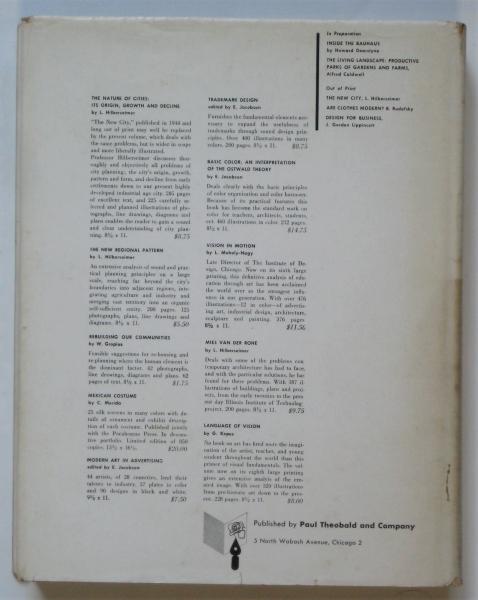 In Preparation
INSIDE THE BAUHAUS
by Howard Dearstyne
THE LIVING LANDSCAPE: PRODUCTIVE
PARKS OF GARDENS AND FARMS,
Alfred Caldwell
Out of Print
THE NEW CITY, L. Hilberseimer
ARE CLOTHES MODERN? B. Rudofsky
DESIGN FOR BUSINESS,
J. Gordon Lippincott
THE NATURE OF CITIES:
ITS ORIGIN, GROWTH AND DECLINE
by L. Hilberseimer
"The New City," published in 1944 and
long out of print may well be replaced
by the present volume, which deals with
the same problems, but is wider in scope
and more liberally illustrated.
Professor Hilberseimer discusses thor-
oughly and objectively all problems of
city planning; the city's origin, growth,
pattern and form, and decline from early
settlements down to our present highly
developed industrial age city. 286 pages
of excellent text, and 225 carefully se-
lected and planned illustrations of pho-
tographs, line drawings, diagrams and
plans enables the reader to gain a sound
and clear understanding of city plan-
ning. 8½ x 11. $8.75
THE NEW REGIONAL PATTERN
by L. Hilberseimer
An extensive analysis of sound and prac-
tical planning principles on a large
scale, reaching far beyond the city's
boundaries into adjacent regions, inte-
grating agriculture and industry and
merging vast territory into an organic
self-sufficient entity. 200 pages. 125
photographs, plans, line drawings and
diagrams. 8½ x 11. $5.50
REBUILDING OUR COMMUNITIES
by W. Gropius
Feasible suggestions for re-housing and
re-planning where the human element is
the dominant factor. 42 photographs,
line drawings, diagrams and plans. 62
pages of text. 8½ x 11. $1.75
MEXICAN COSTUME
by C. Merida
25 silk screens in many colors with de-
tails of ornament and exhibit descrip-
tion of each costume. Published jointly
with the Pocahontas Press. In decora-
tive portfolio. Limited edition of 650
copies. $20.00
MODERN ART IN ADVERTISING
edited by E. Jacobson
44 artists, of 28 countries, lend their
talents to industry. 57 plates in color
and 90 designs in black and white.
9½ x 11. $7.50
TRADEMARK DESIGN
edited by E. Jacobson
Furnishes the fundamental elements nec-
essary to expand the usefulness of
trademarks through sound design prin-
ciples. Over 400 illustrations in many
colors. 200 pages. 8½ x 11. $8.75
BASIC COLOR: AN INTERPRETATION
OF THE OSTWALD THEORY
by E. Jacobson
Deals clearly with the basic principles
of color organization and color harmony.
Because of its practical features this
book has become the standard work on
color for teachers, architects, students,
etc. 460 illustrations in color 212 pages.
8½ x 11. $14.75
VISION IN MOTION
by L. Moholy-Nagy
Late Director of The Institute of De-
sign, Chicago. Now on its sixth large
printing, this definitive analysis of edu-
cation through art has been acclaimed
the world over as the strongest influ-
ence in our generation. With over 476
illustrations—12 in color—of advertis-
ing art, industrial design, architecture,
sculpture and painting. 376 pages
8½ x 11. $11.56
MIES VAN DER ROHE
by L. Hilberseimer
Deals with some of the problems con-
temporary architecture has had to face,
and with the particular solutions, he has
found for these problems. With 187 il-
lustrations of buildings, plans and proj-
ects, from the early twenties to the pres-
ent day Illinois Institute of Technology
project. 200 pages. 8½ x 11. $9.75
LANGUAGE OF VISION
by G. Kepes
No book on art has fired more the imagi-
nation of the artist, teacher, and young
student throughout the world than this
primer of visual fundamentals. The vol-
ume now on its eighth large printing
gives an extensive analysis of the cre-
ated image. With over 320 illustrations
from pre-historic art down to the pres-
ent. 228 pages. 8½ x 11. $8.00
Published by Paul Theobald and Company
5 North Wabash Avenue, Chicago 2